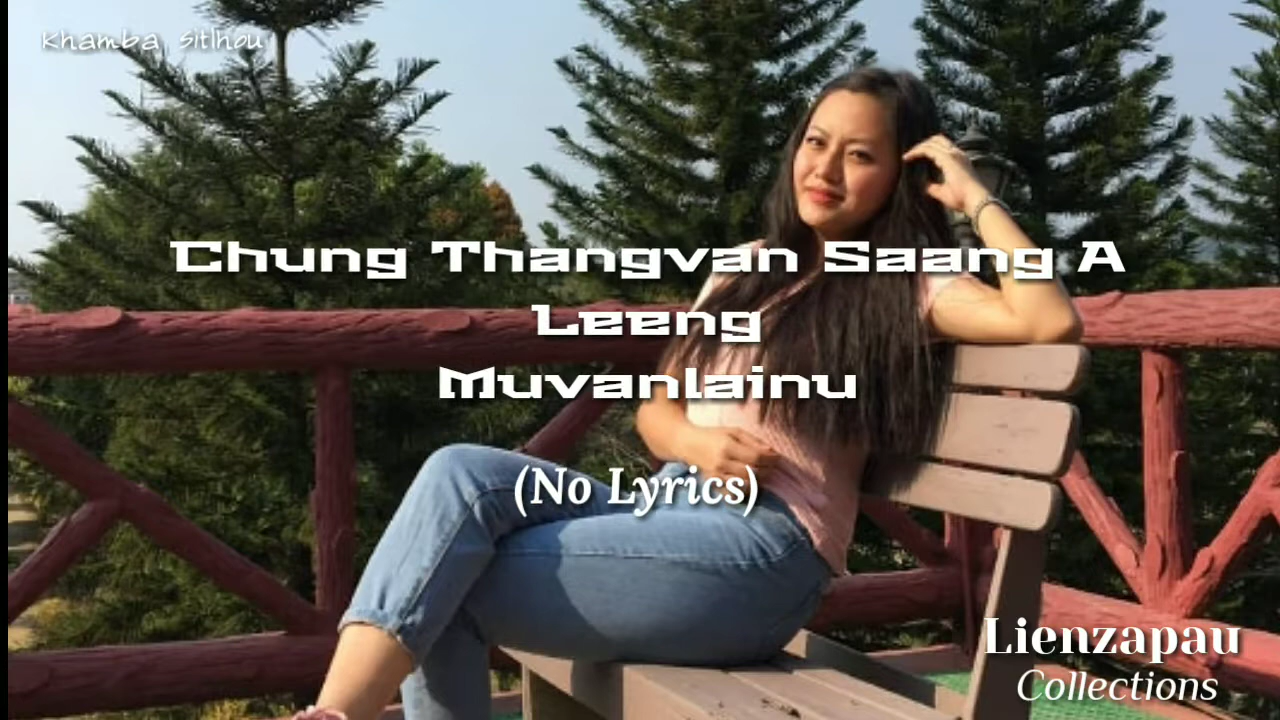 Khamba Sitlhou
Chung Thangvan Saang A
Leeng
Muvanlainu
(No Lyrics)
Lienzapau
Collections